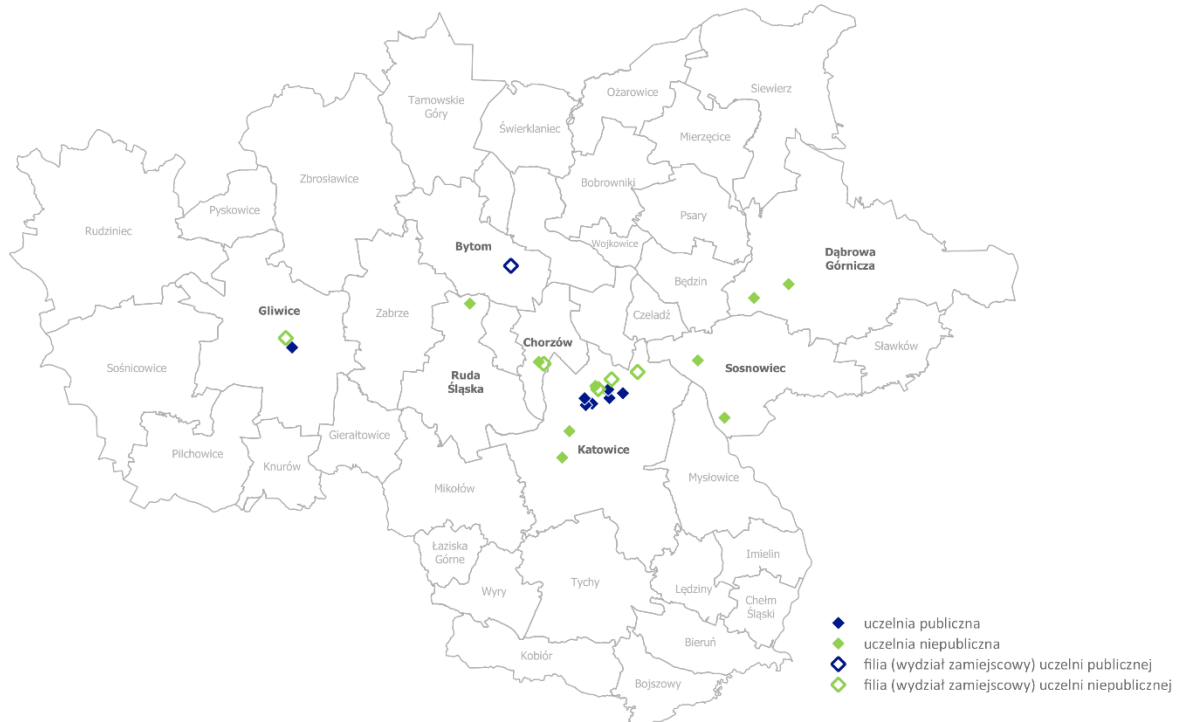 Siewierz
Ożarowice
Tarnowskie
Góry
Świerklaniec
Mierzęcice
Zbrosławice
Bobrowniki
Pyskowice
Psary
Rudziniec
Bytom
Wojkowice
Dąbrowa
Górnicza
Będzin
Gliwice
Zabrze
Czeladź
Chorzów
Sławków
Sośnicowice
Ruda
Śląska
Sosnowiec
Gierałtowice
Katowice
Pilchowice
Knurów
Mikołów
Mysłowice
Łaziska
Górne
Imielin
Tychy
Lędziny
Wyry
Chełm
Śląski
Bieruń
Kobiór
Bojszowy
uczelnia publiczna
uczelnia niepubliczna
filia (wydział zamiejscowy) uczelni publicznej
filia (wydział zamiejscowy) uczelni niepublicznej